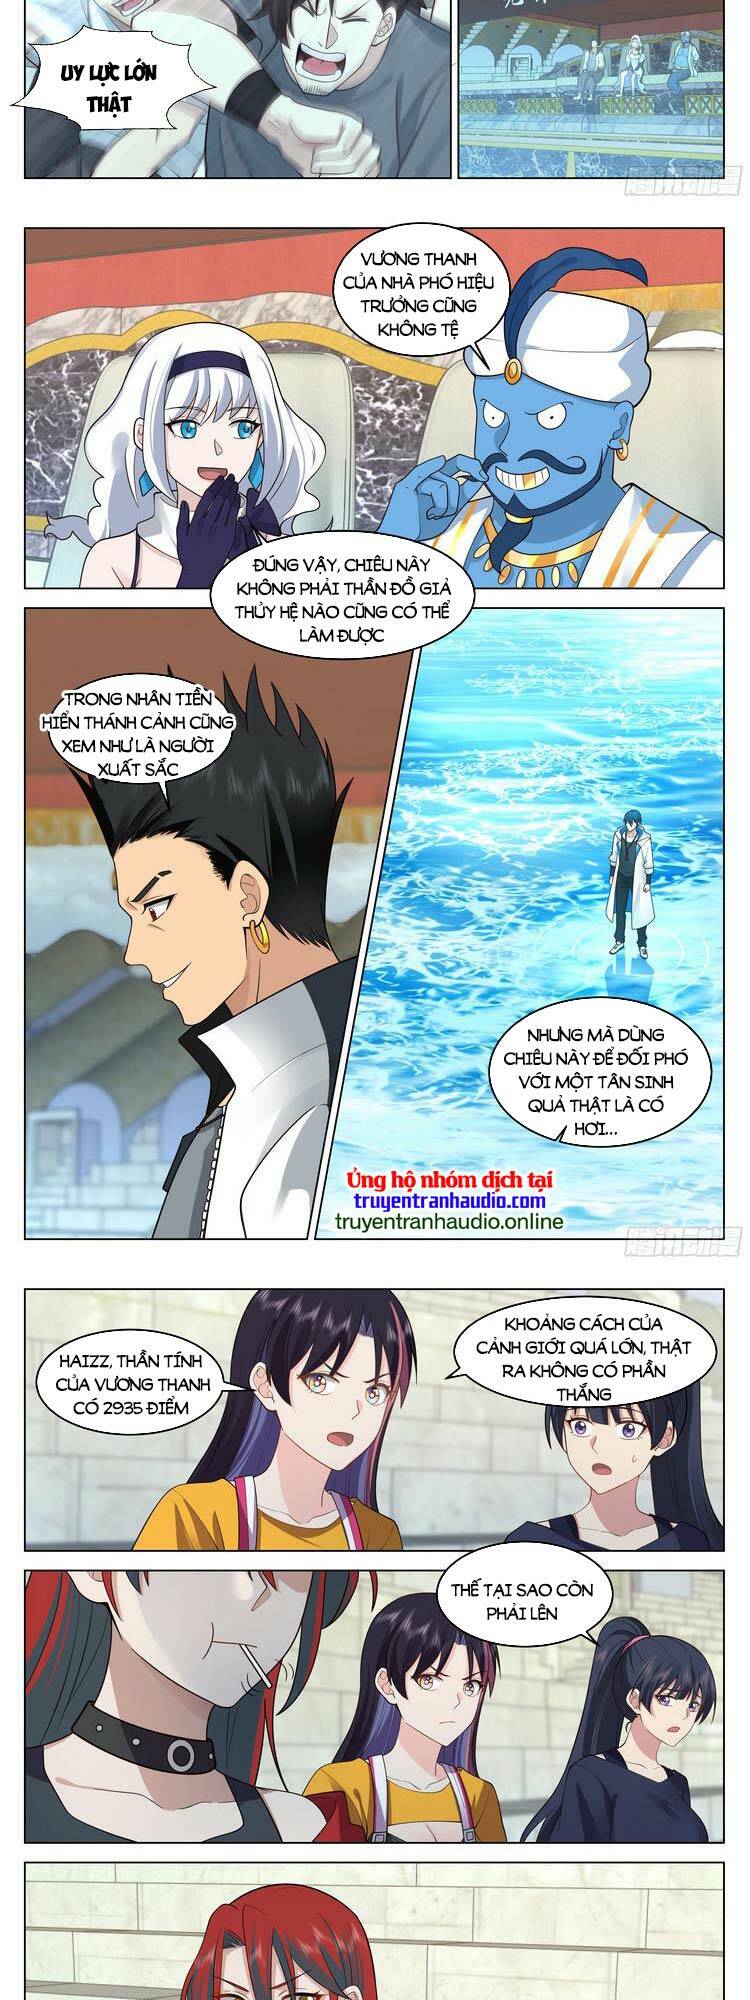 UY LỰC LỚN
THẬT
VƯƠNG THANH
CỦA NHÀ PHÓ HIỆU
TRƯỞNG CŨNG
KHÔNG TỆ
ĐÚNG VẬY, CHIÊU NÀY
KHÔNG PHẢI THẦN ĐỒ GIẢ
THỦY HỆ NÀO CŨNG CÓ THỂ
LÀM ĐƯỢC
TRONG NHÂN TIỀN
HIỂN THÁNH CẢNH CŨNG
XEM NHƯ LÀ NGƯỜI
XUẤT SẮC
NHƯNG MÀ DÙNG
CHIÊU NÀY ĐỂ ĐỐI PHÓ
VỚI MỘT TÂN SINH
QUẢ THẬT LÀ CÓ
HƠI...
Ủng hộ nhóm dịch tại
truyentranhaudio.com
truyentranhaudio.online
HAIZZ, THẦN TÍNH
CỦA VƯƠNG THANH
CÓ 2935 ĐIỂM
KHOẢNG CÁCH CỦA
CẢNH GIỚI QUÁ LỚN, THẬT
RA KHÔNG CÓ PHẦN
THẮNG
THẾ TẠI SAO CÒN
PHẢI LÊN